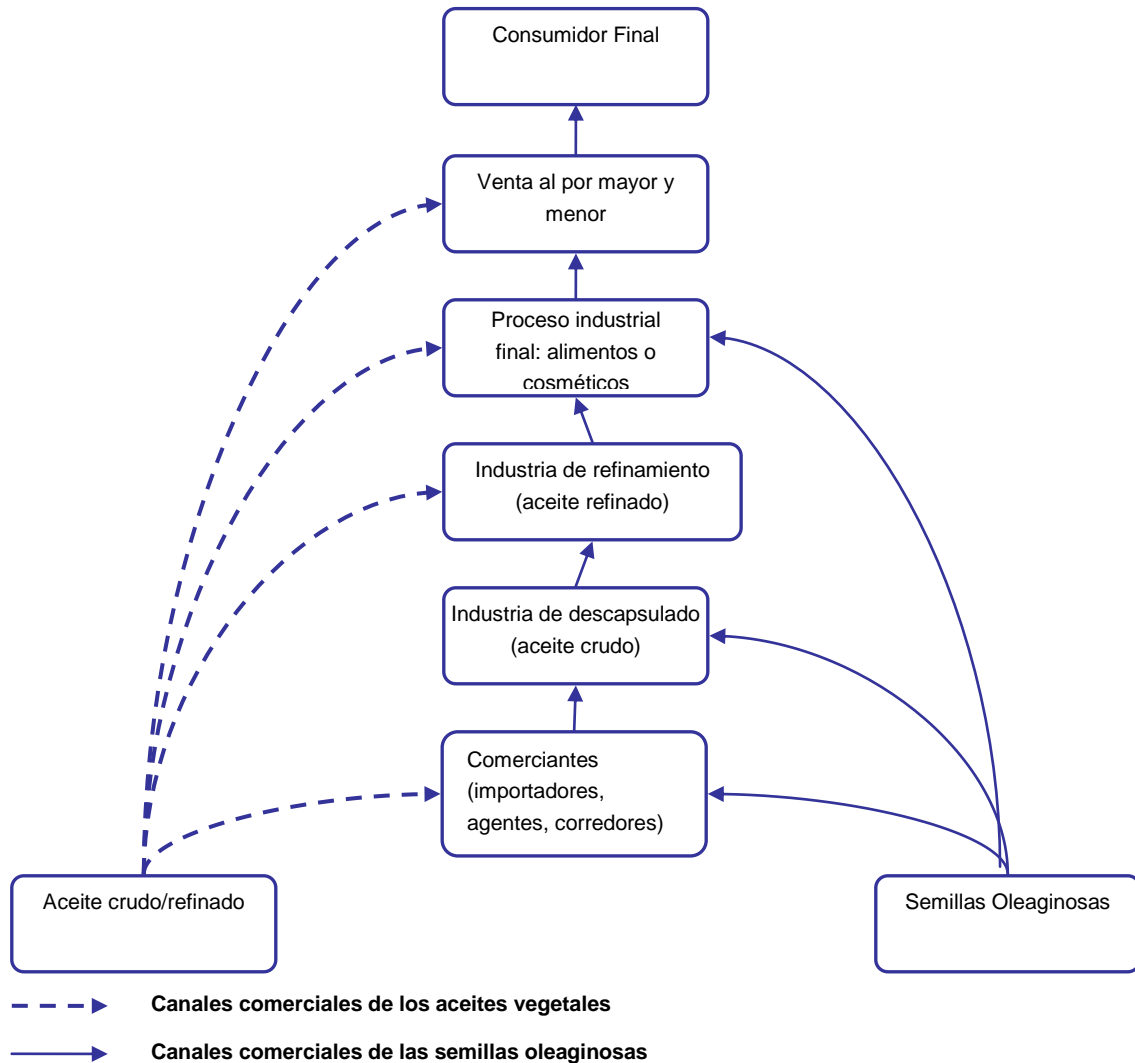 Consumidor Final
Venta al por mayor y
menor
Proceso industrial
final: alimentos o
cosméticos
Industria de refinamiento
(aceite refinado)
Industria de descapsulado
(aceite crudo)
Comerciantes
(importadores,
agentes, corredores)
Aceite crudo/refinado
Semillas Oleaginosas
Canales comerciales de los aceites vegetales
Canales comerciales de las semillas oleaginosas